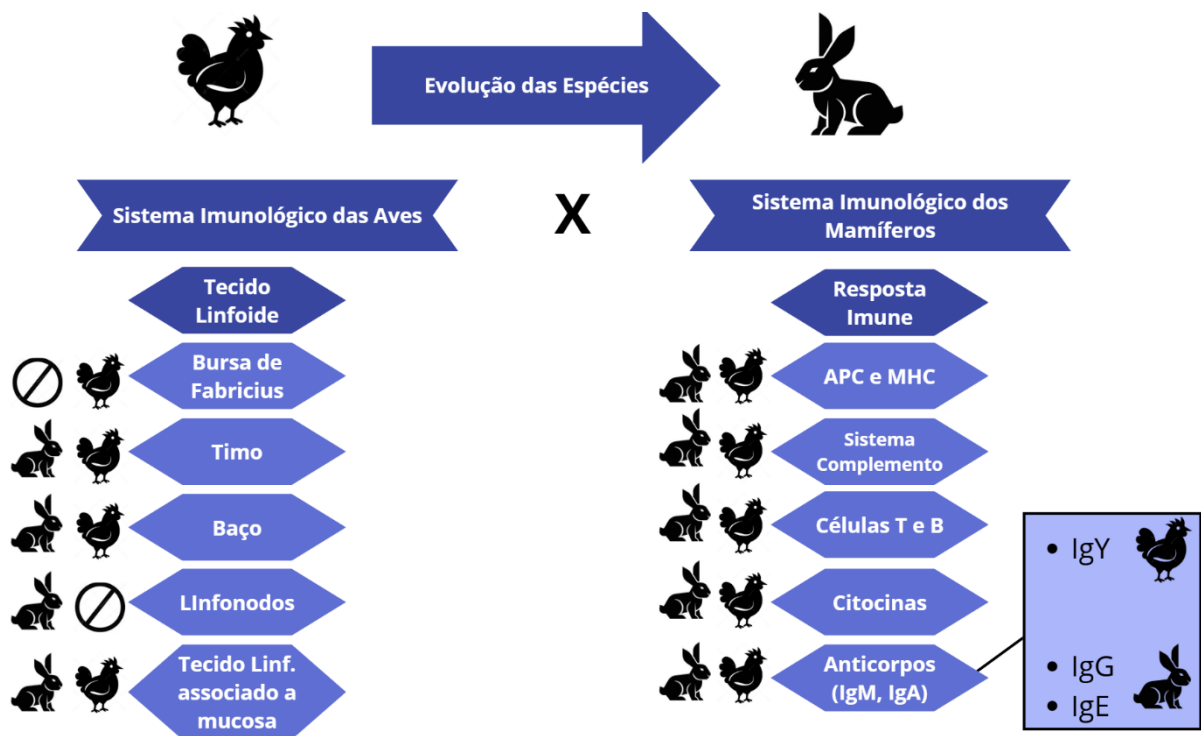 Evolução das Espécies
Sistema Imunológico das Aves
X
Sistema Imunológico dos
Mamíferos
Tecido
Linfoide
Bursa de
Fabricius
Timo
Baço
LInfonodos
Tecido Linf.
associado a
mucosa
Resposta
Imune
APC e MHC
Sistema
Complemento
Células T e B
Citocinas
Anticorpos
(IgM, IgA)
• IgY
• IgG
• IgE